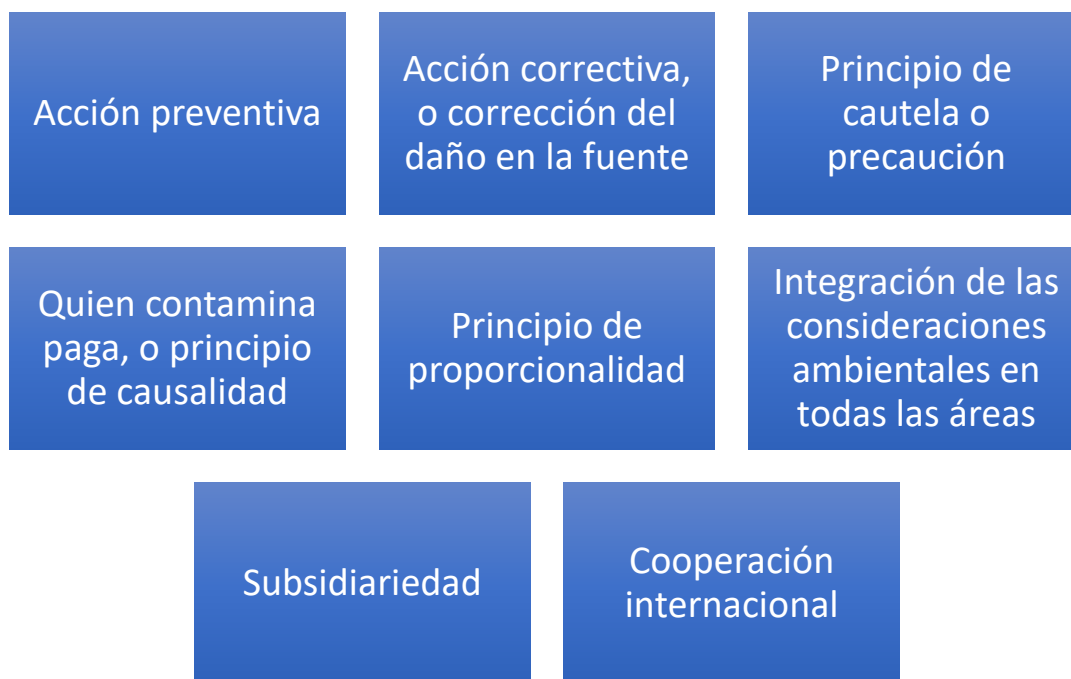 Acción preventiva
Acción correctiva,
o corrección del
daño en la fuente
Principio de
cautela o
precaución
Quien contamina
paga, o principio
de causalidad
Principio de
proporcionalidad
Integración de las
consideraciones
ambientales en
todas las áreas
Subsidiariedad
Cooperación
internacional